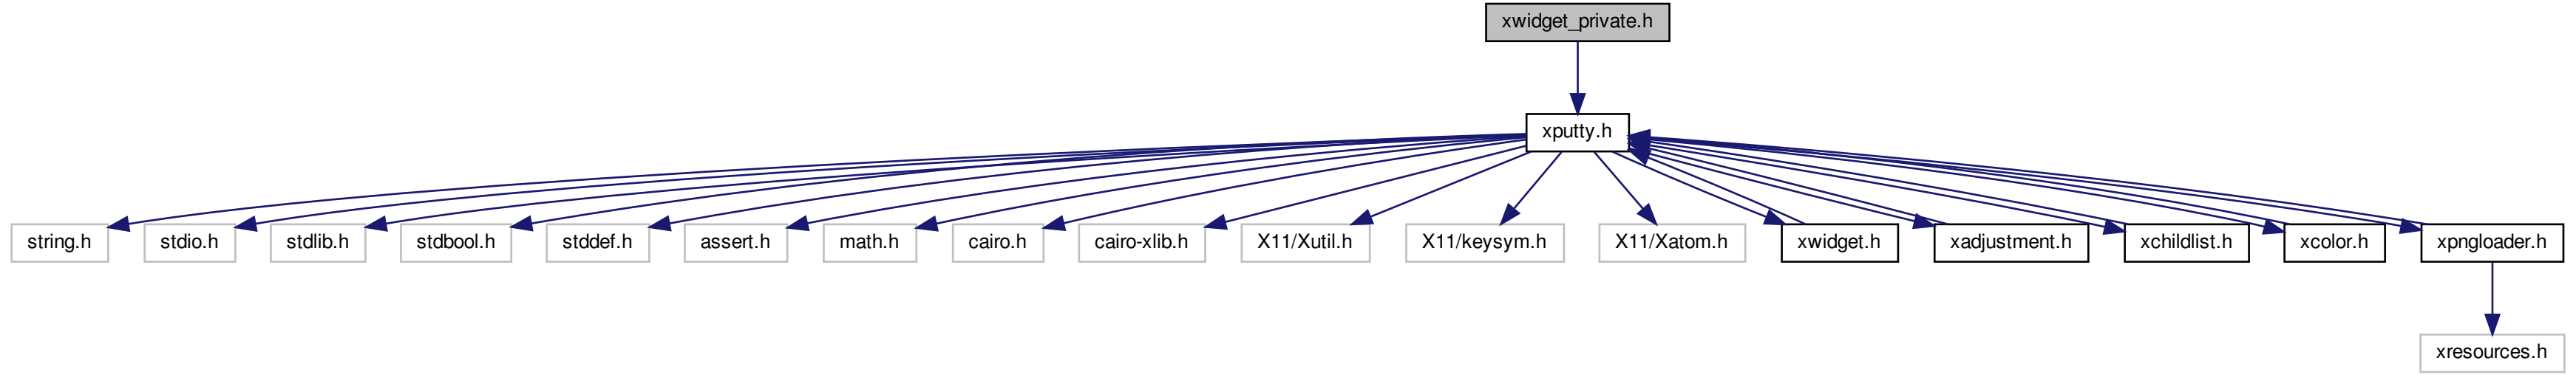 xwidget_private.h
xputty.h
string.h
stdio.h
stdlib.h
stdbool.h
stddef.h
assert.h
math.h
cairo.h
cairo-xlib.h
X11/Xutil.h
X11/keysym.h
X11/Xatom.h
xwidget.h
xadjustment.h
xchildlist.h
xcolor.h
xpngloader.h
xresources.h